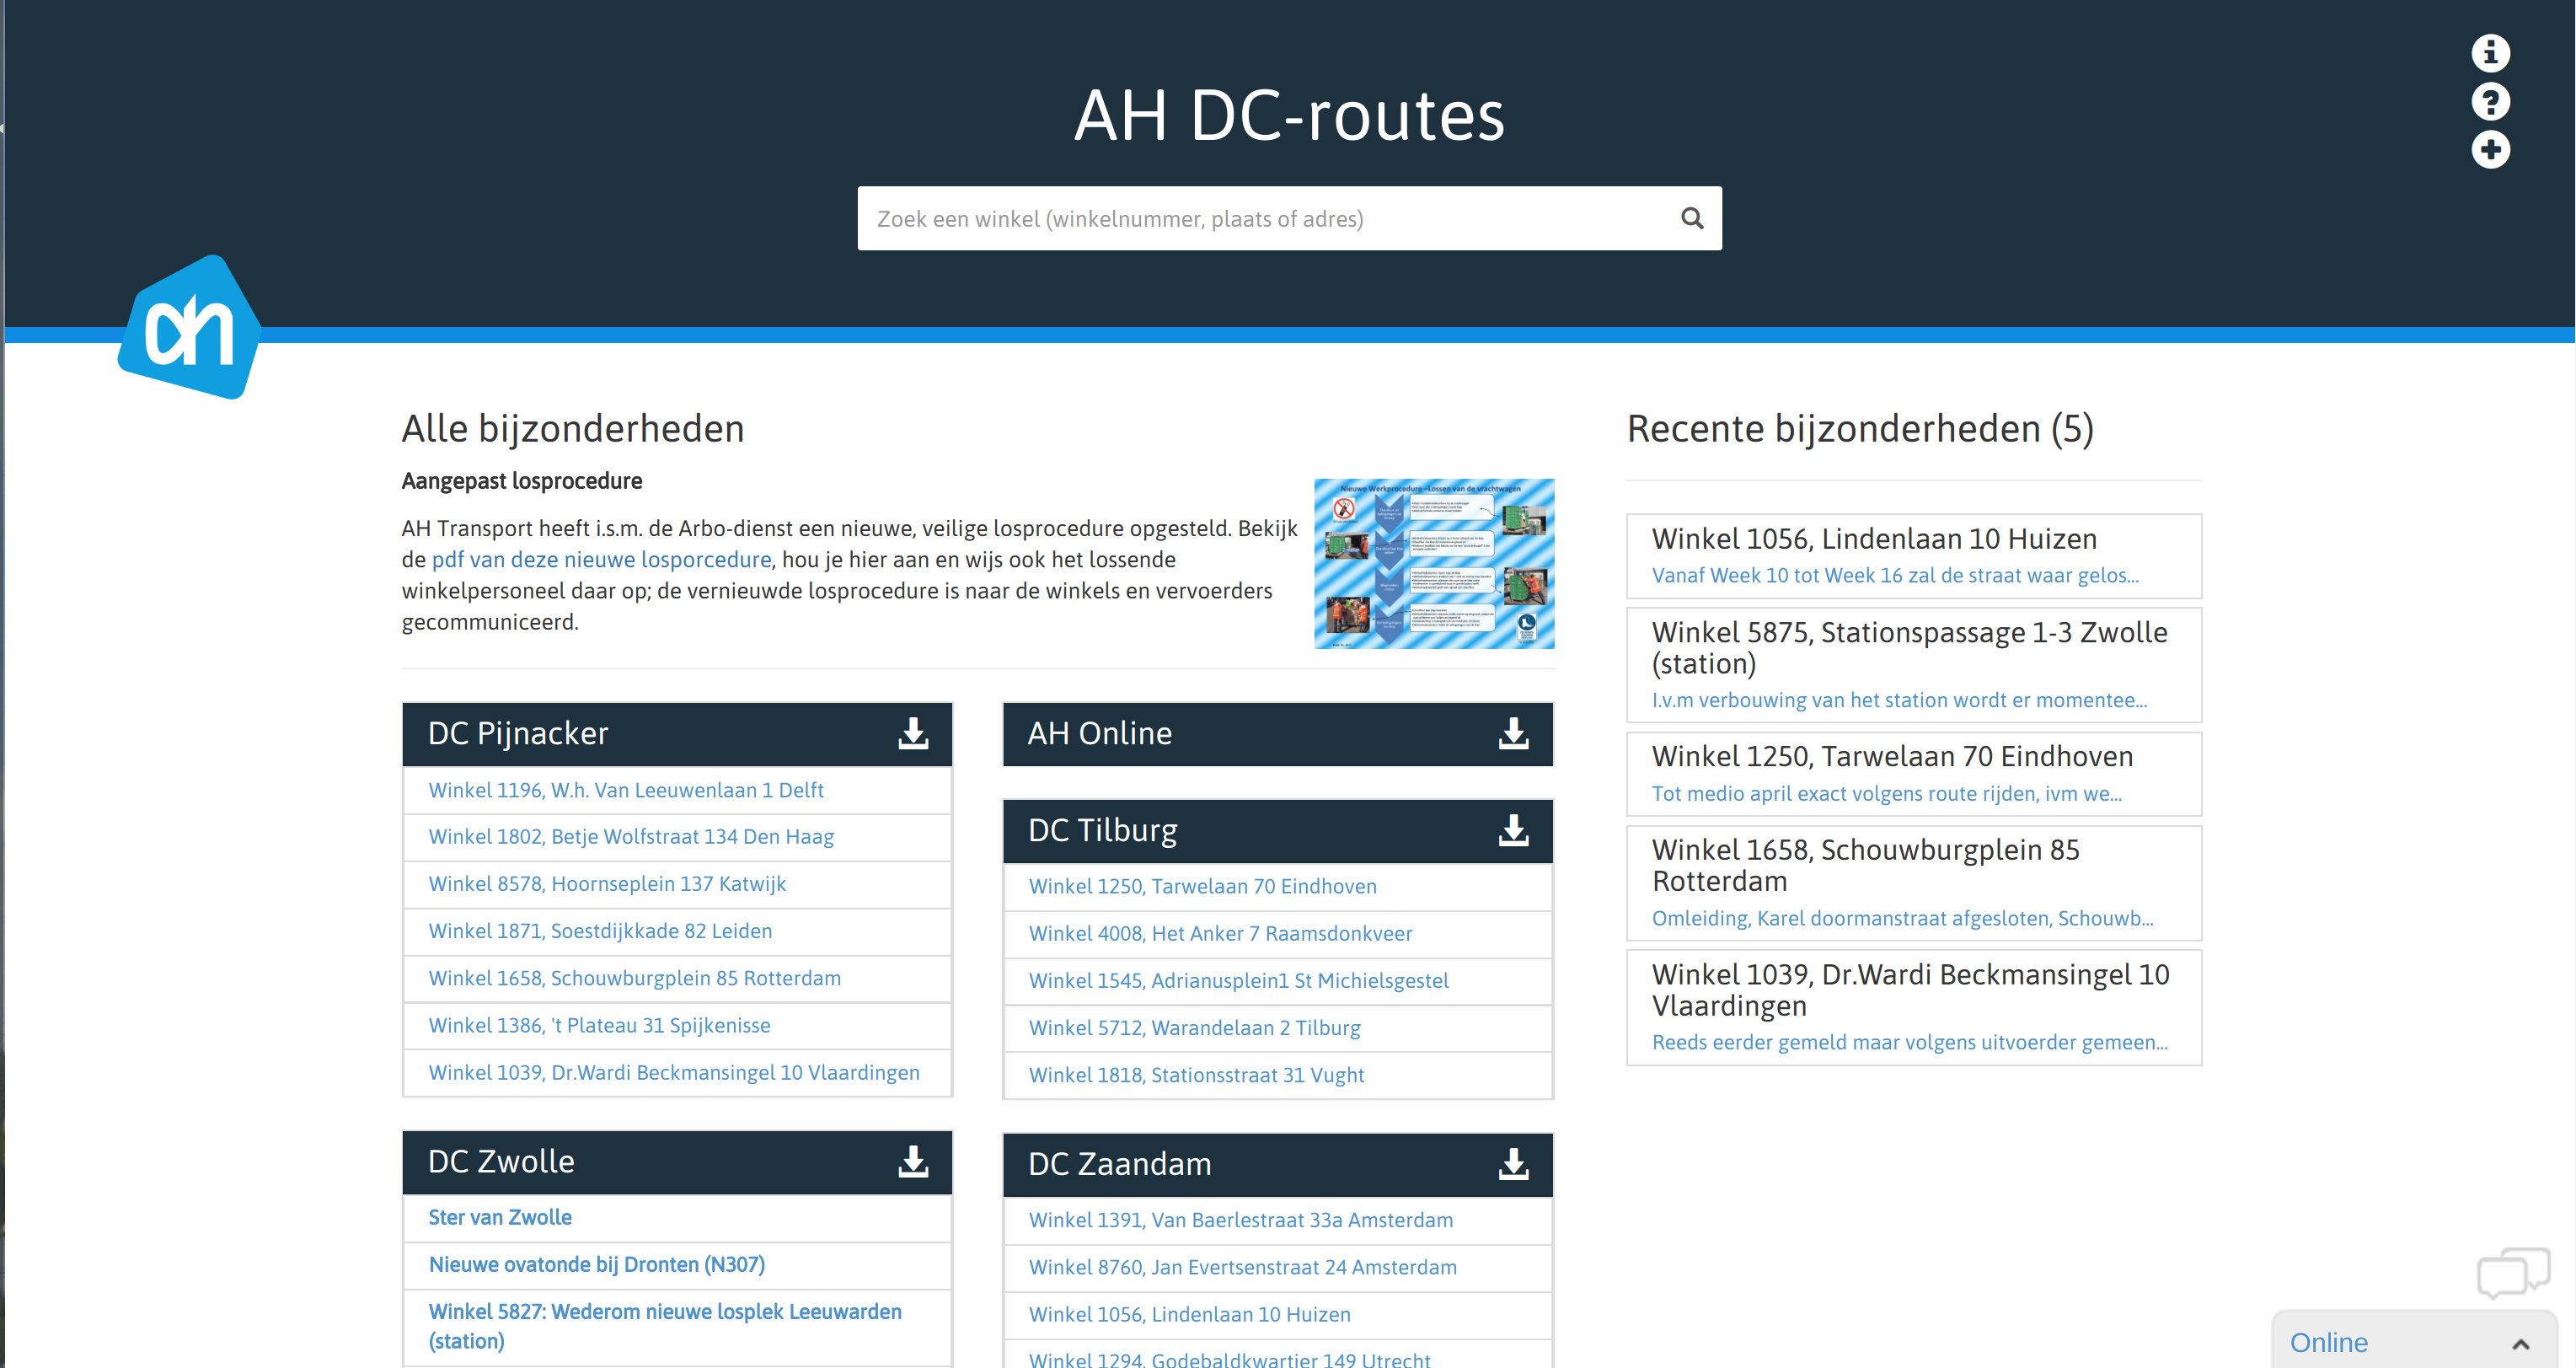 AH DC-routes
Zoek een winkel (winkelnummer, plaats of adres)
ah
Alle bijzonderheden
Aangepast losprocedure
AH Transport heeft i.s.m. de Arbo-dienst een nieuwe, veilige losprocedure opgesteld. Bekijk
de pdf van deze nieuwe losporcedure, hou je hier aan en wijs ook het lossende
winkelpersoneel daar op; de vernieuwde losprocedure is naar de winkels en vervoerders
gecommuniceerd.
Nieuwe Werkprocedure - Lossen van de vrachtwagen
DC Pijnacker
Winkel 1196, W.h. Van Leeuwenlaan 1 Delft
Winkel 1802, Betje Wolfstraat 134 Den Haag
Winkel 8578, Hoornseplein 137 Katwijk
Winkel 1871, Soestdijkkade 82 Leiden
Winkel 1658, Schouwburgplein 85 Rotterdam
Winkel 1386, 't Plateau 31 Spijkenisse
Winkel 1039, Dr.Wardi Beckmansingel 10 Vlaardingen
DC Zwolle
Ster van Zwolle
Nieuwe ovatonde bij Dronten (N307)
Winkel 5827: Wederom nieuwe losplek Leeuwarden
(station)
AH Online
DC Tilburg
Winkel 1250, Tarwelaan 70 Eindhoven
Winkel 4008, Het Anker 7 Raamsdonkveer
Winkel 1545, Adrianusplein1 St Michielsgestel
Winkel 5712, Warandelaan 2 Tilburg
Winkel 1818, Stationsstraat 31 Vught
DC Zaandam
Winkel 1391, Van Baerlestraat 33a Amsterdam
Winkel 8760, Jan Evertsenstraat 24 Amsterdam
Winkel 1056, Lindenlaan 10 Huizen
Winkel 1294, Godebaldkwartier 149 Utrecht
Recente bijzonderheden (5)
Winkel 1056, Lindenlaan 10 Huizen
Vanaf Week 10 tot Week 16 zal de straat waar gelos...
Winkel 5875, Stationspassage 1-3 Zwolle
(station)
I.v.m verbouwing van het station wordt er momentee...
Winkel 1250, Tarwelaan 70 Eindhoven
Tot medio april exact volgens route rijden, ivm we...
Winkel 1658, Schouwburgplein 85
Rotterdam
Omleiding, Karel doormanstraat afgesloten, Schouwb...
Winkel 1039, Dr.Wardi Beckmansingel 10
Vlaardingen
Reeds eerder gemeld maar volgens uitvoerder gemeen...
Online